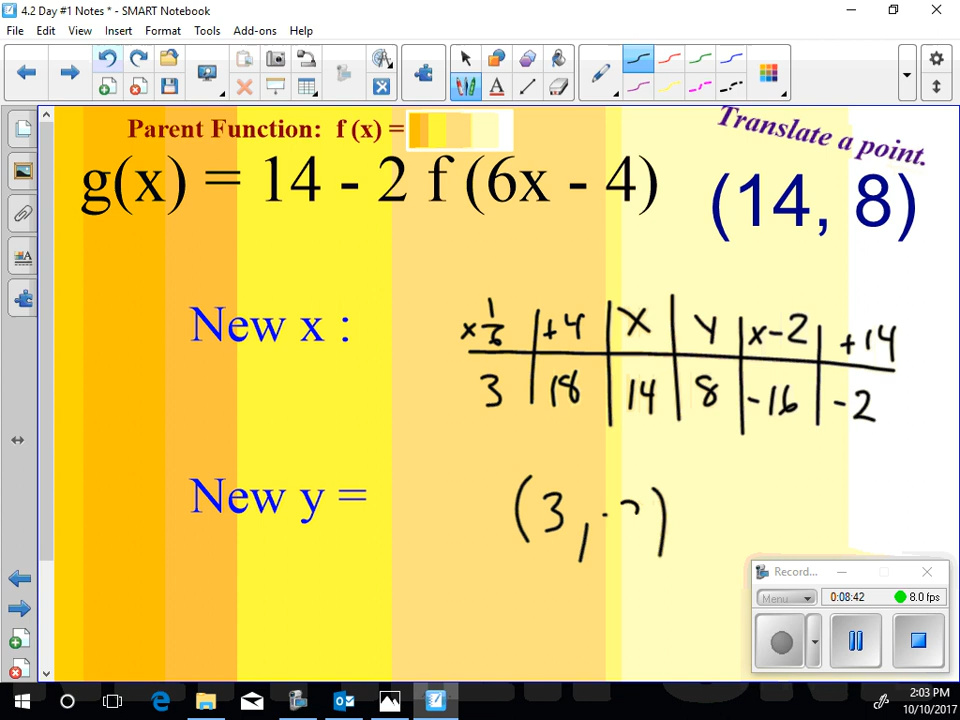 4.2 Day #1 Notes * - SMART Notebook
File Edit View Insert Format Tools Add-ons Help
Parent Function: f (x) =
Translate a point.
g(x) = 14 - 2 f (6x - 4)
(14, 8)
New x :
x 1/6 +4 X Y x-2 +14
3 18 14 8 -16 -2
New y =
(3,
Record...
Menu 0:08:42 8.0 fps
2:03 PM
10/10/2017